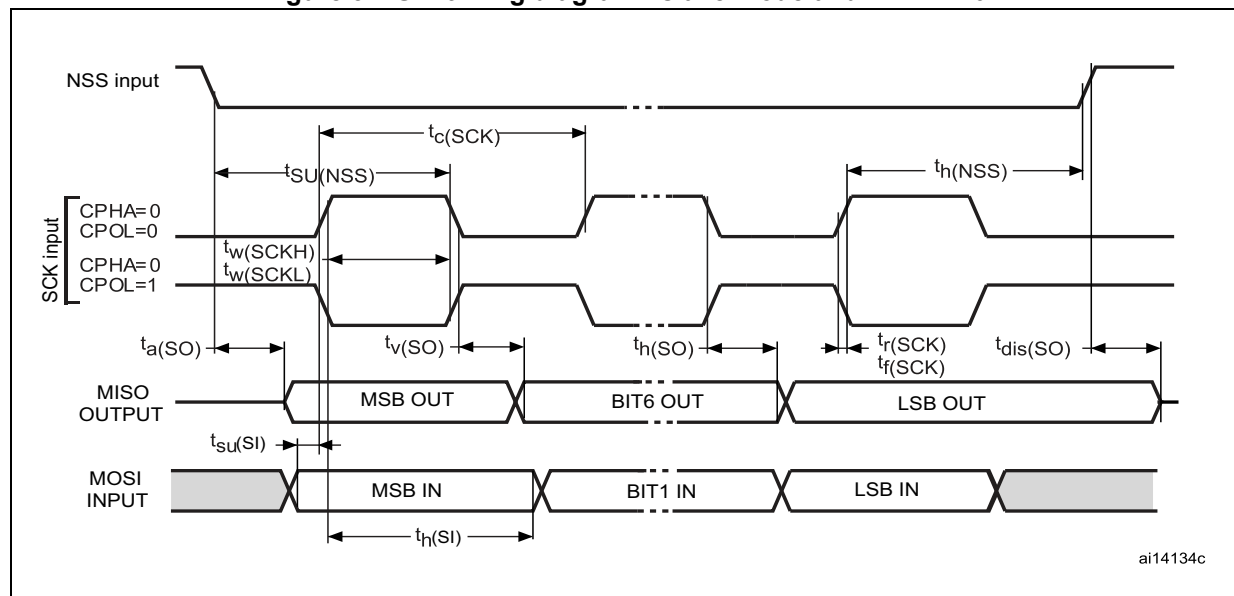 NSS input
tc(SCK)
tSU(NSS)
th(NSS)
SCK input
CPHA=0
CPOL=0
tw(SCKH)
tw(SCKL)
CPHA=0
CPOL=1
ta(SO)
tv(SO)
th(SO)
tr(SCK)
tf(SCK)
tdis(SO)
MISO
OUTPUT
MSB OUT
BIT6 OUT
LSB OUT
tsu(SI)
MOSI
INPUT
MSB IN
BIT1 IN
LSB IN
th(SI)
ai14134c